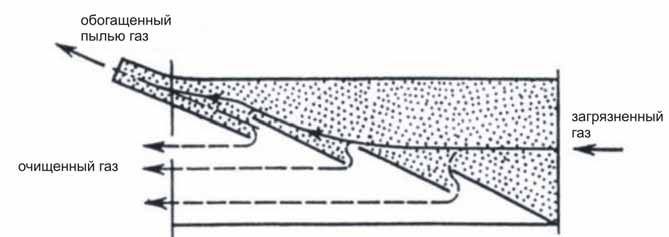 обогащенный
пылью газ
загрязненный
газ
очищенный газ